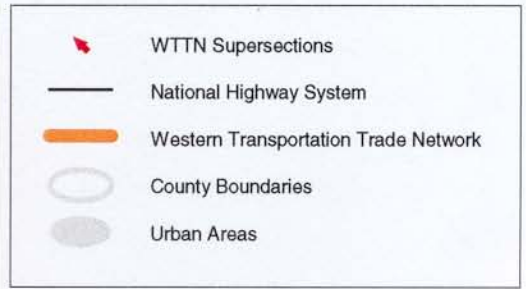 WTTN Supersections
National Highway System
Western Transportation Trade Network
County Boundaries
Urban Areas